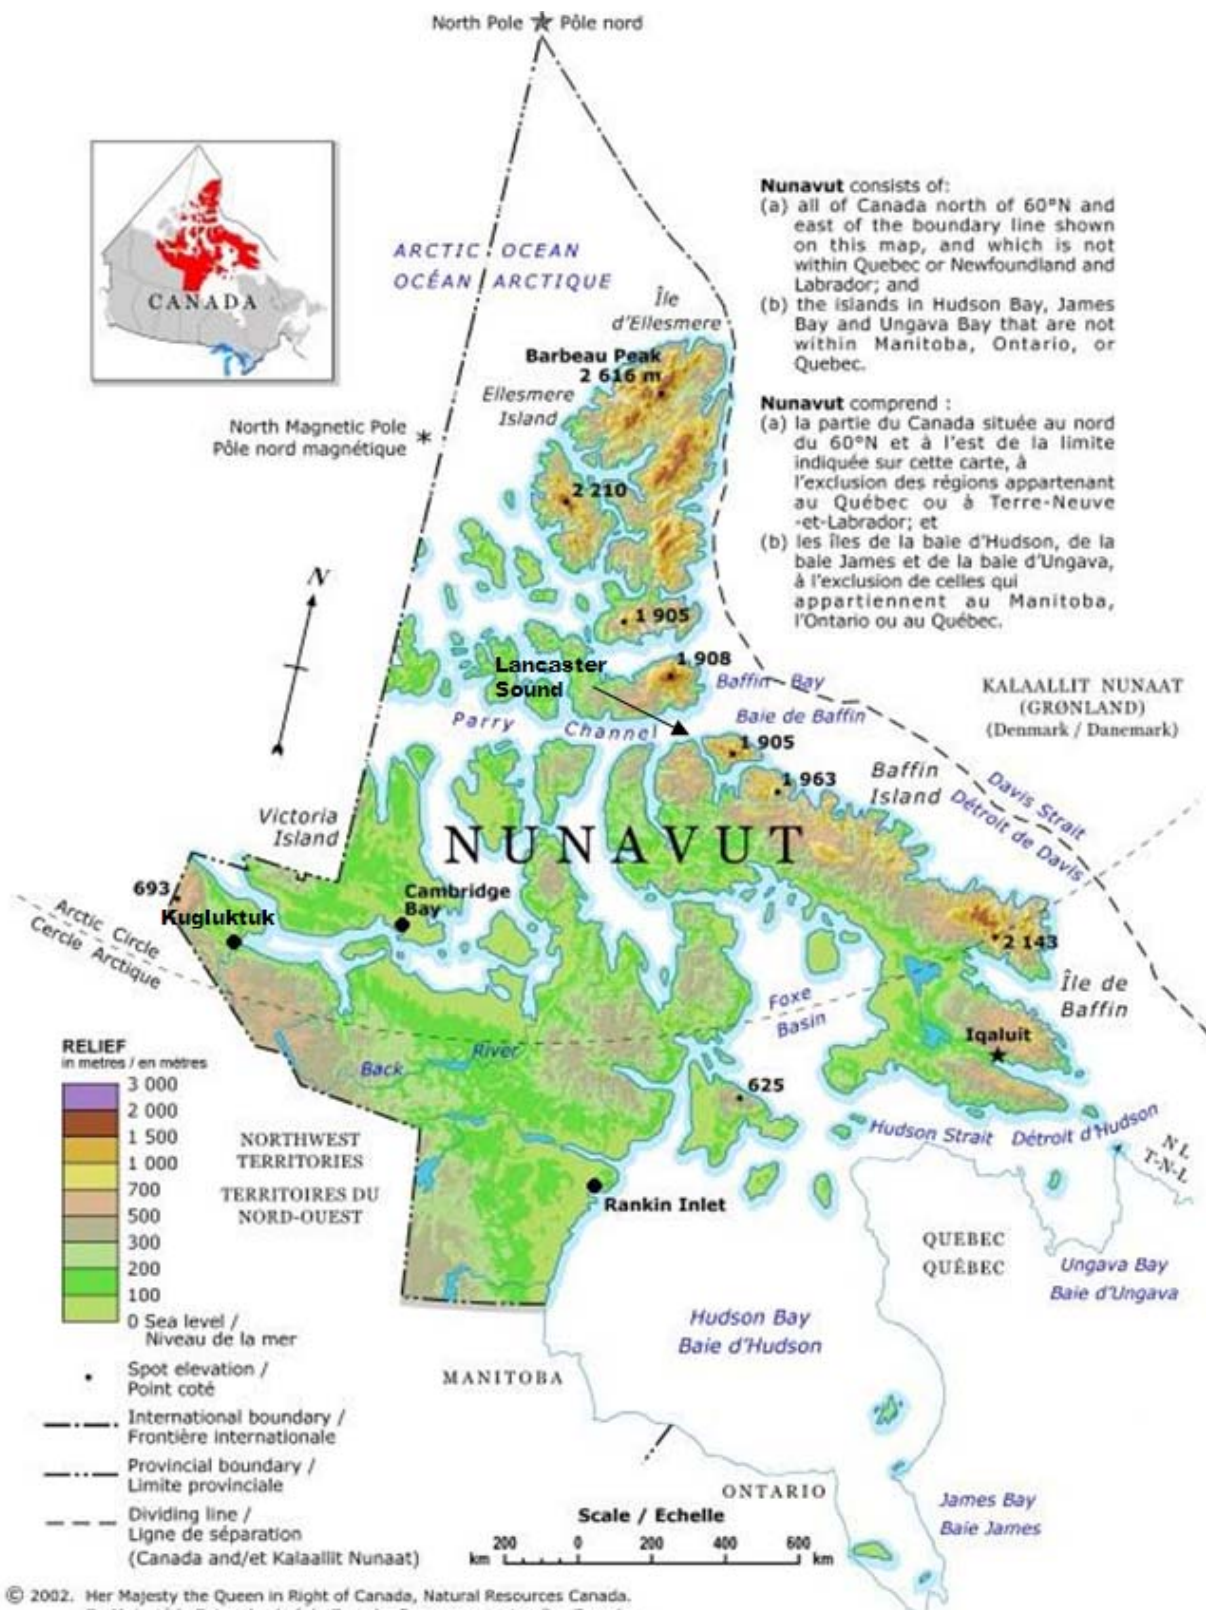 North Pole Pôle nord
CANADA
ARCTIC OCEAN
OCÉAN ARCTIQUE
Nunavut consists of:
(a) all of Canada north of 60°N and
east of the boundary line shown
on this map, and which is not
within Quebec or Newfoundland and
Labrador; and
(b) the islands in Hudson Bay, James
Bay and Ungava Bay that are not
within Manitoba, Ontario, or
Quebec.
Nunavut comprend :
(a) la partie du Canada située au nord
du 60°N et à l'est de la limite
indiquée sur cette carte, à
l'exclusion des régions appartenant
au Québec ou à Terre-Neuve
-et-Labrador; et
(b) les îles de la baie d'Hudson, de la
baie James et de la baie d'Ungava,
à l'exclusion de celles qui
appartiennent au Manitoba,
l'Ontario ou au Québec.
Île
d'Ellesmere
Barbeau Peak
2 616 m
Ellesmere
Island
North Magnetic Pole
Pôle nord magnétique
2 210
N
1 905
Lancaster
Sound
1 908
Baffin Bay
Baie de Baffin
KALAALLIT NUNAAT
(GRØNLAND)
(Denmark / Danemark)
Parry Channel
1 905
1 963
Baffin
Island
Davis Strait
Détroit de Davis
Victoria
Island
NUNAVUT
693
Cambridge
Bay
Kugluktuk
Arctic Circle
Cercle Arctique
2 143
Île de
Baffin
Foxe
Basin
Iqaluit
Back River
625
RELIEF
in metres / en mètres
3 000
2 000
1 500
1 000
700
500
300
200
100
0 Sea level /
Niveau de la mer
NORTHWEST
TERRITORIES
TERRITOIRES DU
NORD-OUEST
Hudson Strait Détroit d'Hudson
N L
T-N-L
Rankin Inlet
QUEBEC
QUÉBEC
Ungava Bay
Baie d'Ungava
Hudson Bay
Baie d'Hudson
MANITOBA
Spot elevation /
Point coté
International boundary /
Frontière internationale
Provincial boundary /
Limite provinciale
Dividing line /
Ligne de séparation
(Canada and/et Kalaallit Nunaat)
ONTARIO
James Bay
Baie James
Scale / Echelle
km 200 0 200 400 600 km
© 2002. Her Majesty the Queen in Right of Canada, Natural Resources Canada.